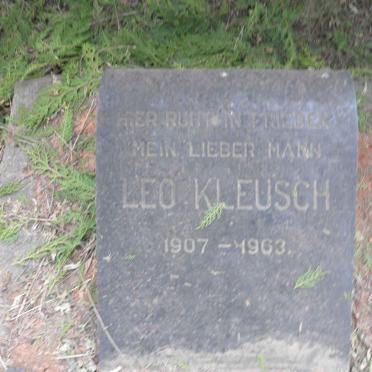 HIER RUHT IN FRIEDEN
MEIN LIEBER MANN
LEO KLEUSCH
1907 - 1963.